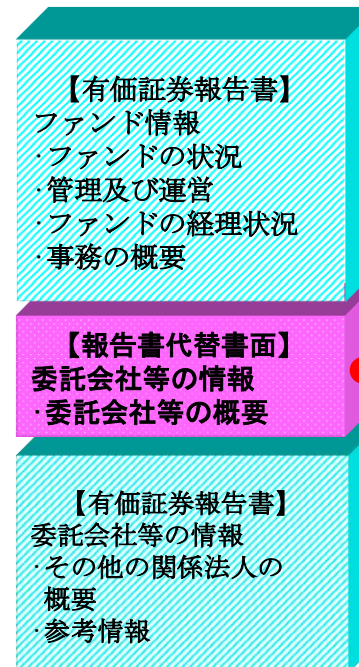 【有価証券報告書】
ファンド情報
·ファンドの状況
·管理及び運営
·ファンドの経理状況
·事務の概要
【報告書代替書面】
委託会社等の情報
·委託会社等の概要
【有価証券報告書】
委託会社等の情報
·その他の関係法人の
概要
·参考情報